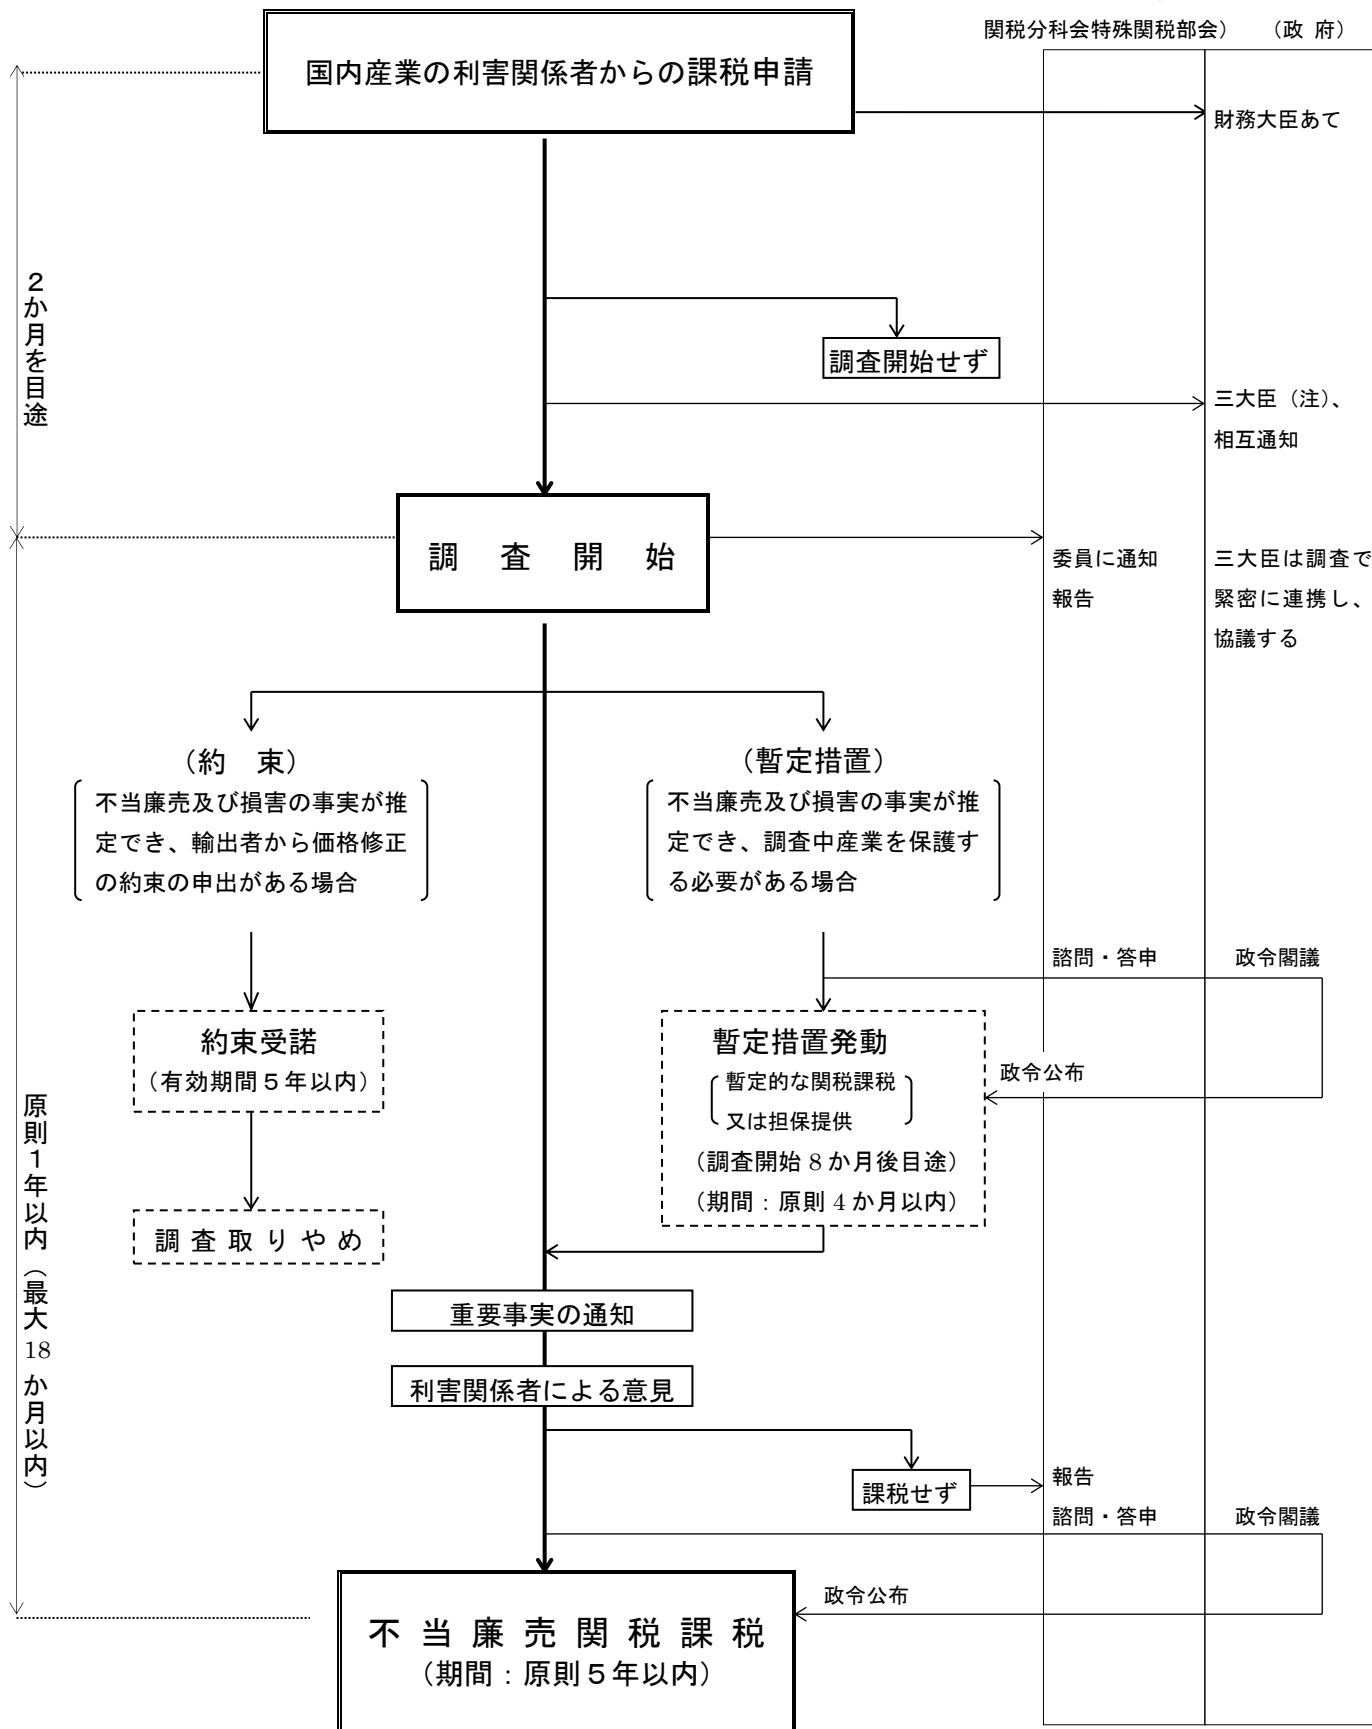 関税分科会特殊関税部会） （政 府）
国内産業の利害関係者からの課税申請
財務大臣あて
２か月を目途
調査開始せず
三大臣（注）、
相互通知
調 査 開 始
委員に通知
報告
三大臣は調査で
緊密に連携し、
協議する
（約 束）
不当廉売及び損害の事実が推
定でき、輸出者から価格修正
の約束の申出がある場合
（暫定措置）
不当廉売及び損害の事実が推
定でき、調査中産業を保護す
る必要がある場合
諮問・答申
政令閣議
約束受諾
（有効期間５年以内）
暫定措置発動
暫定的な関税課税
又は担保提供
（調査開始 8 か月後目途）
（期間：原則 4 か月以内）
政令公布
原則１年以内（最大 18 か月以内）
調 査 取 り や め
重要事実の通知
利害関係者による意見
課税せず
報告
諮問・答申
政令閣議
政令公布
不 当 廉 売 関 税 課 税
（期間：原則５年以内）